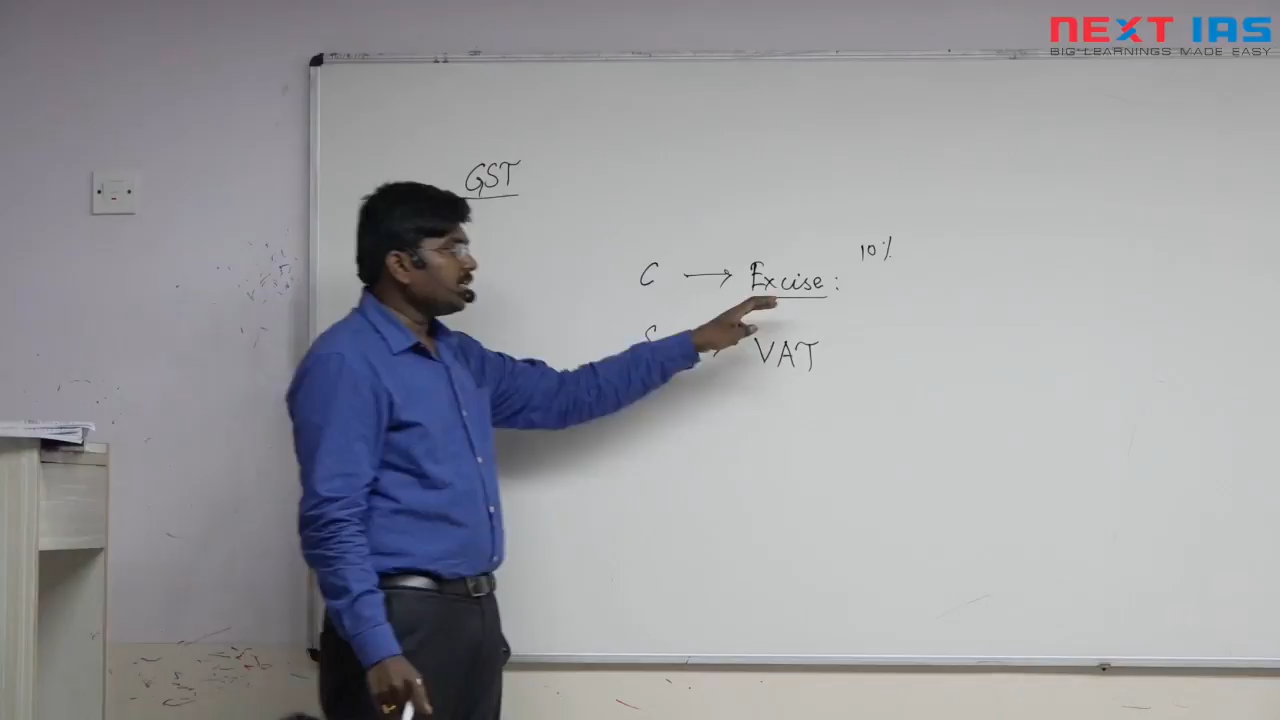 NEXT IAS
BIG LEARNINGS MADE EASY
GST
10%
C → Excise :
S → VAT